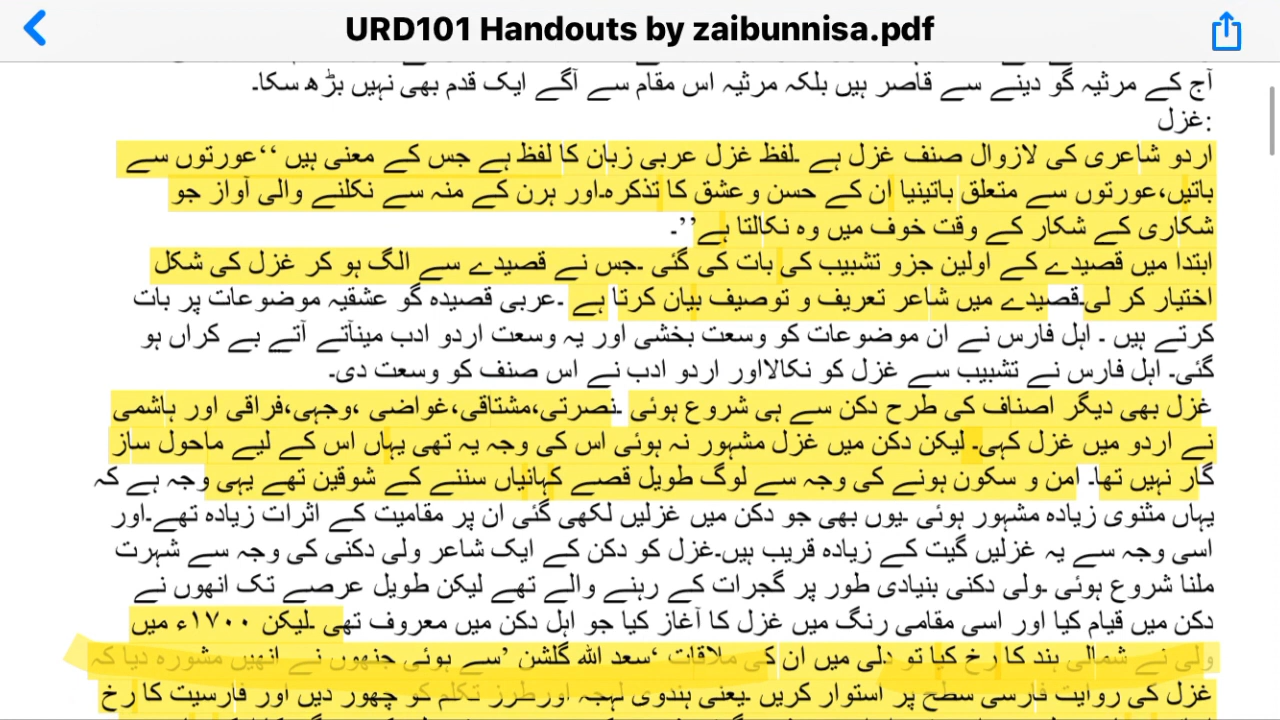 URD101 Handouts by zaibunnisa.pdf
آج کے مرثیہ گو دینے سے قاصر ہیں بلکہ مرثیہ اس مقام سے آگے ایک قدم بھی نہیں بڑھ سکا۔
غزل:
اردو شاعری کی لازوال صنف غزل ہے ۔لفظ غزل عربی زبان کا لفظ ہے جس کے معنی ہیں ‘‘عورتوں سے
باتیں،عورتوں سے متعلق باتینیا ان کے حسن وعشق کا تذکرہ۔اور ہرن کے منہ سے نکلنے والی آواز جو
شکاری کے شکار کے وقت خوف میں وہ نکالتا ہے’’۔
ابتدا میں قصیدے کے اولین جزو تشبیب کی بات کی گئی ۔جس نے قصیدے سے الگ ہو کر غزل کی شکل
اختیار کر لی۔قصیدے میں شاعر تعریف و توصیف بیان کرتا ہے ۔عربی قصیدہ گو عشقیہ موضوعات پر بات
کرتے ہیں ۔ اہل فارس نے ان موضوعات کو وسعت بخشی اور یہ وسعت اردو ادب میںآتے آتے بے کراں ہو
گئی۔ اہل فارس نے تشبیب سے غزل کو نکالااور اردو ادب نے اس صنف کو وسعت دی۔
غزل بھی دیگر اصناف کی طرح دکن سے ہی شروع ہوئی ۔نصرتی،مشتاقی،غواضی ،وجہی،فراقی اور ہاشمی
نے اردو میں غزل کہی۔ لیکن دکن میں غزل مشہور نہ ہوئی اس کی وجہ یہ تھی یہاں اس کے لیے ماحول ساز
گار نہیں تھا۔ امن و سکون ہونے کی وجہ سے لوگ طویل قصے کہانیاں سننے کے شوقین تھے یہی وجہ ہے کہ
یہاں مثنوی زیادہ مشہور ہوئی ۔یوں بھی جو دکن میں غزلیں لکھی گئی ان پر مقامیت کے اثرات زیادہ تھے۔اور
اسی وجہ سے یہ غزلیں گیت کے زیادہ قریب ہیں۔غزل کو دکن کے ایک شاعر ولی دکنی کی وجہ سے شہرت
ملنا شروع ہوئی ۔ولی دکنی بنیادی طور پر گجرات کے رہنے والے تھے لیکن طویل عرصے تک انھوں نے
دکن میں قیام کیا اور اسی مقامی رنگ میں غزل کا آغاز کیا جو اہل دکن میں معروف تھی ۔لیکن ۱۷۰۰ء میں
ولی نے شمالی ہند کا رخ کیا تو دلی میں ان کی ملاقات ‘سعد اللہ گلشن ’سے ہوئی جنھوں نے انھیں مشورہ دیا کہ
غزل کی روایت فارسی سطح پر استوار کریں ۔یعنی ہندوی لہجہ اورطرز تکلم کو چھور دیں اور فارسیت کا رخ